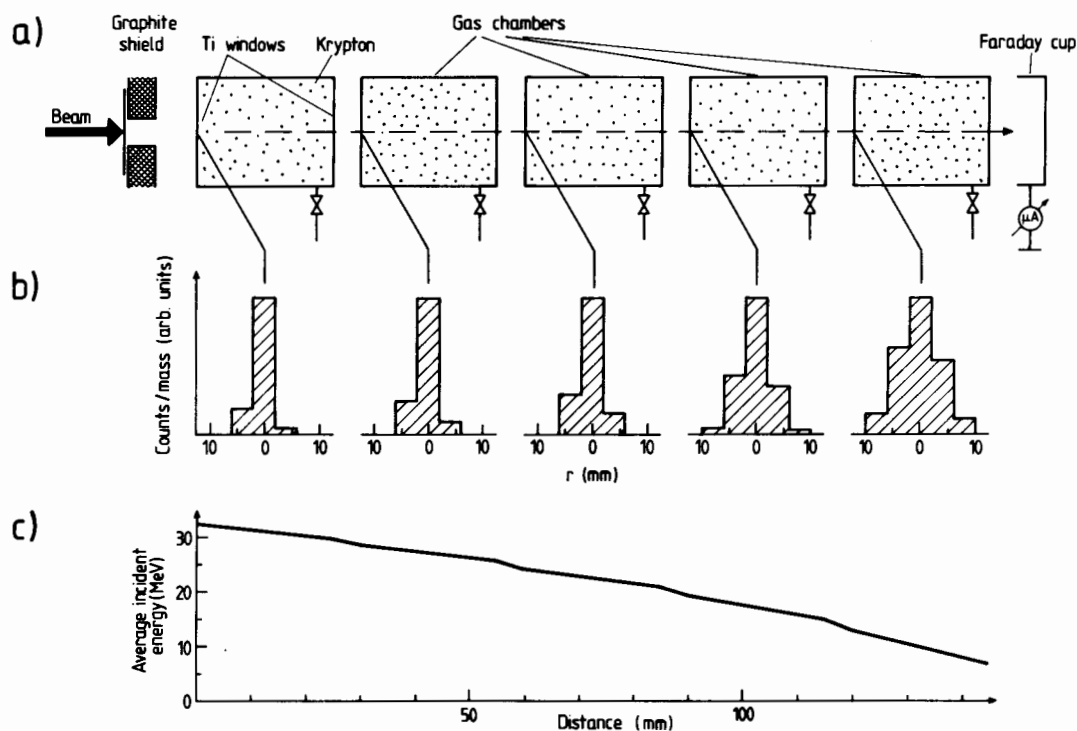 a)
Graphite
shield
Ti windows
Krypton
Gas chambers
Faraday cup
Beam
μA
b)
Counts/mass (arb. units)
10 0 10 10 0 10 10 0 10 10 0 10 10 0 10
r (mm)
c)
Average incident
energy (MeV)
30
20
10
0
50 100
Distance (mm)